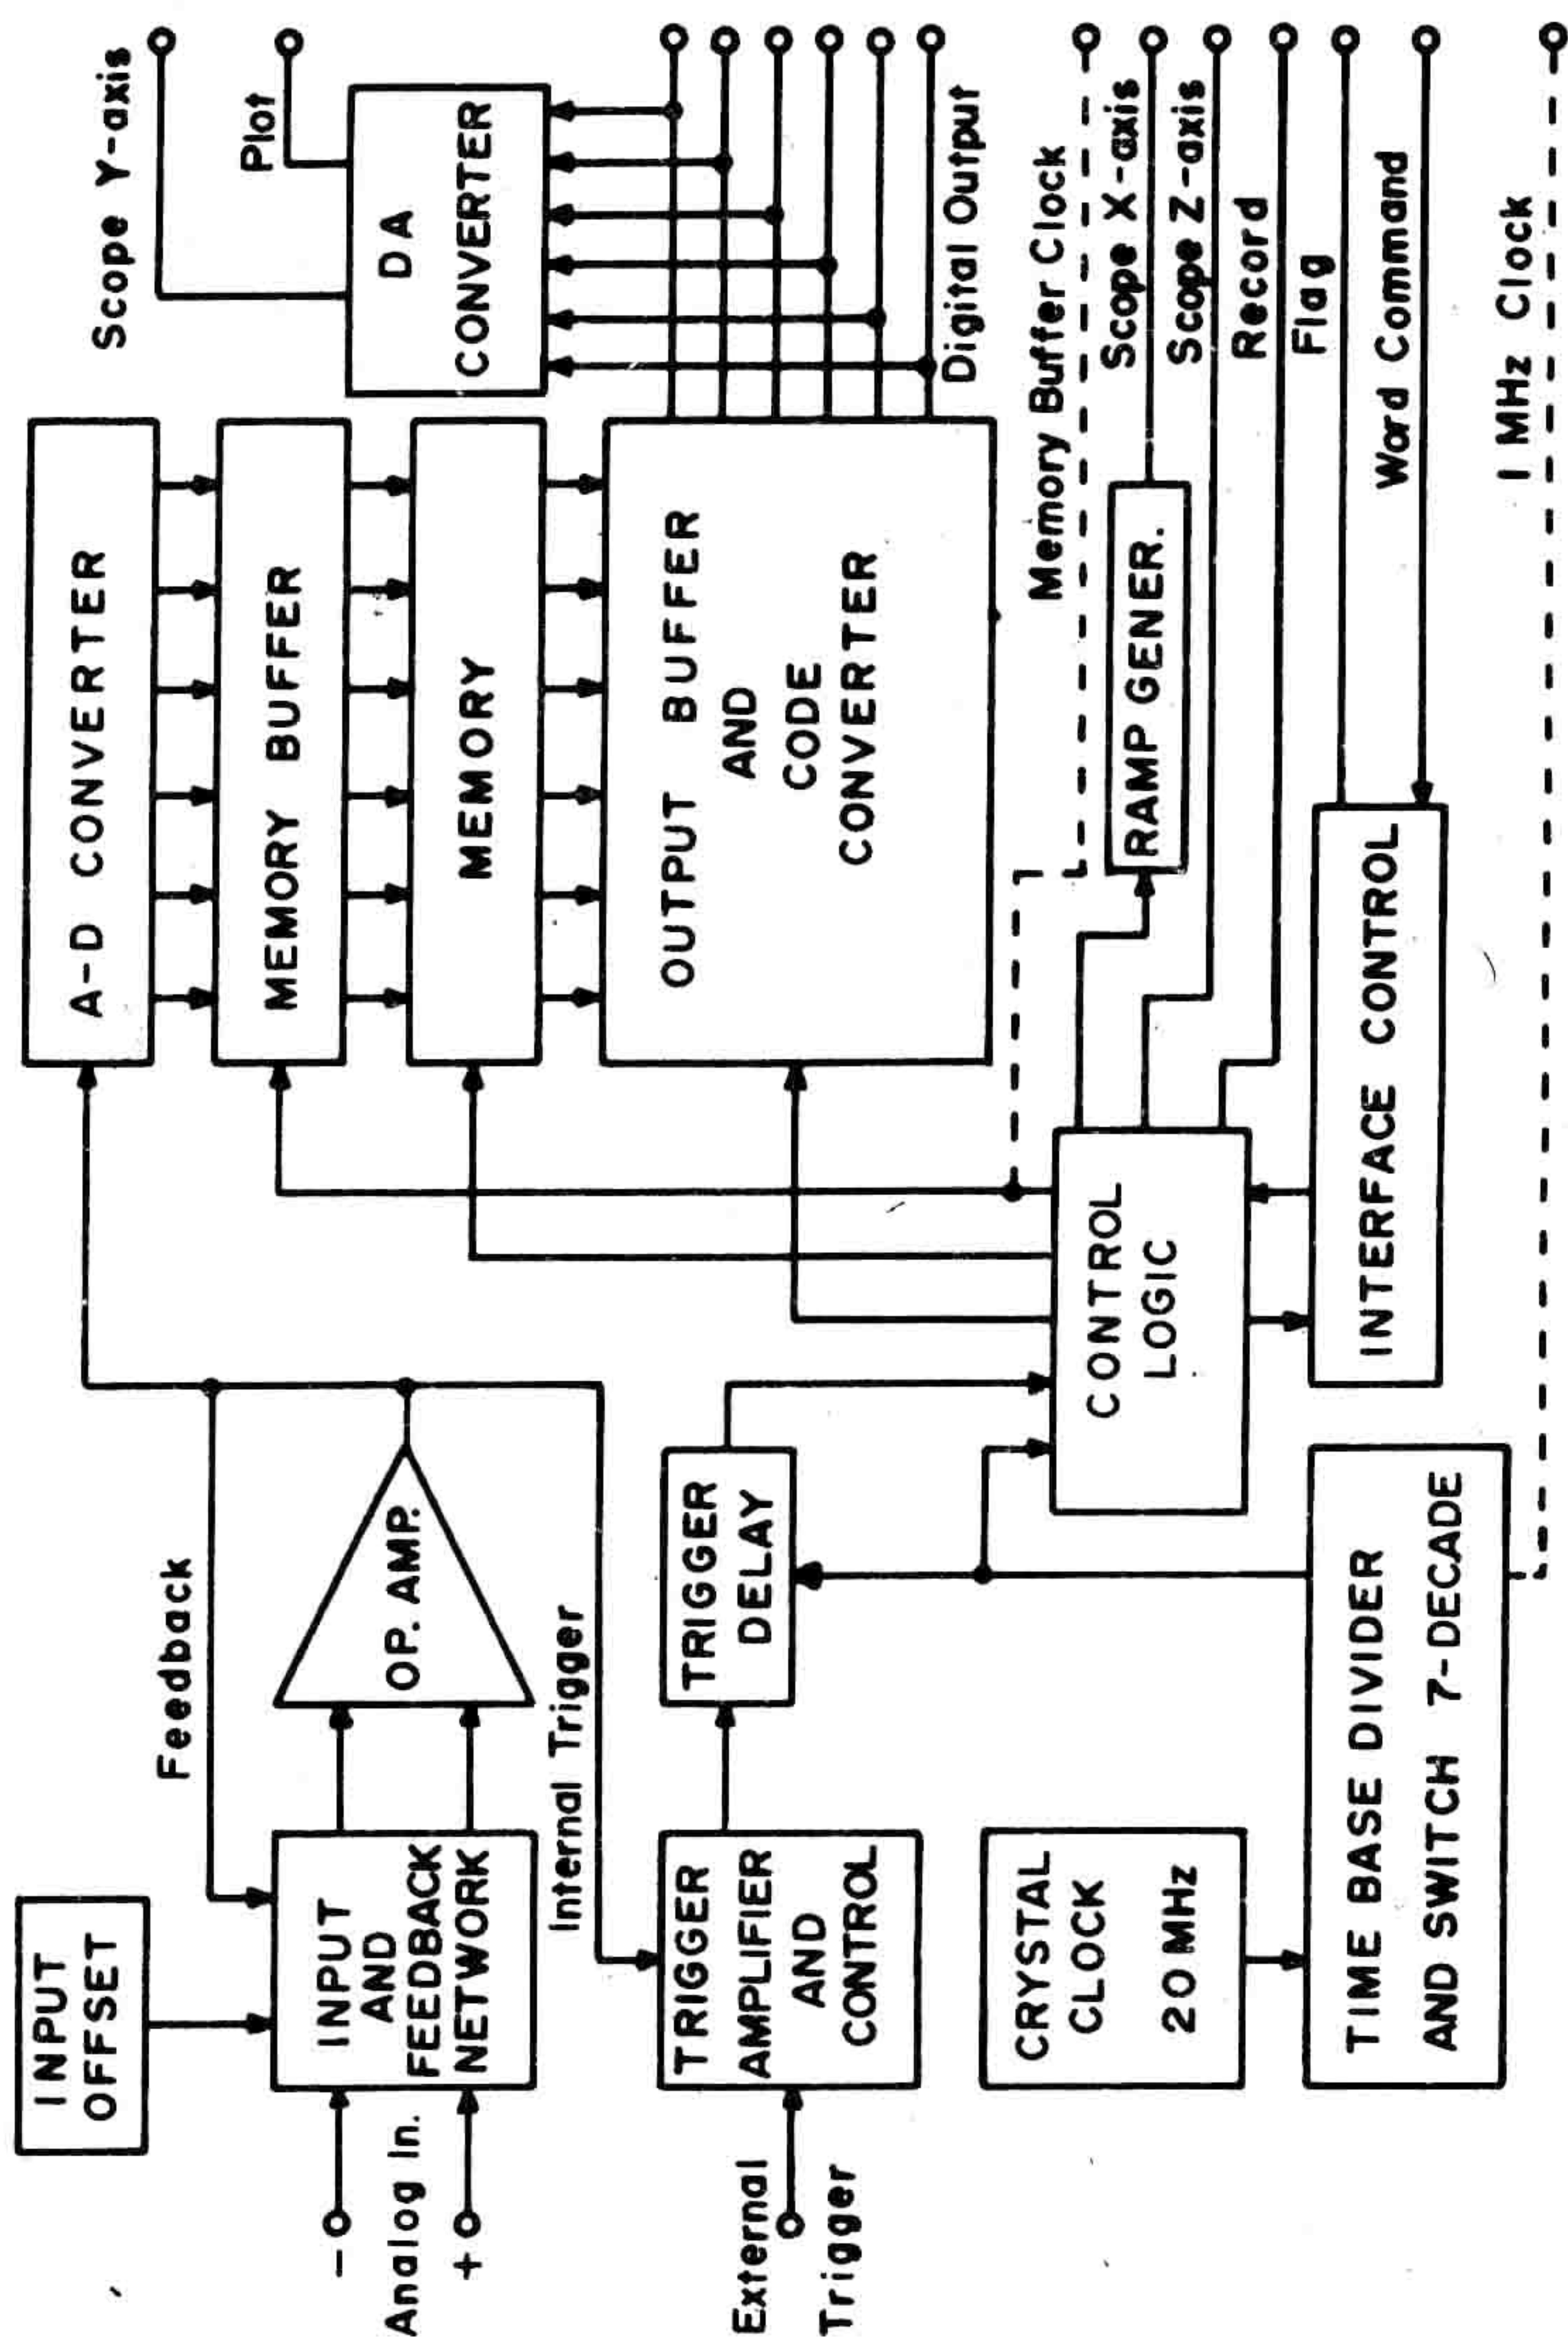 INPUT
OFFSET
Feedback
-
Analog In.
+
INPUT
AND
FEEDBACK
NETWORK
OP. AMP.
Internal Trigger
External
Trigger
TRIGGER
AMPLIFIER
AND
CONTROL
TRIGGER
DELAY
CRYSTAL
CLOCK
20 MHz
TIME BASE DIVIDER
AND SWITCH 7-DECADE
CONTROL
LOGIC
INTERFACE CONTROL
A-D CONVERTER
MEMORY BUFFER
MEMORY
OUTPUT BUFFER
AND
CODE
CONVERTER
RAMP GENER.
Scope Y-axis
Plot
DA
CONVERTER
Digital Output
Memory Buffer Clock
Scope X-axis
Scope Z-axis
Record
Flag
Word Command
1 MHz Clock